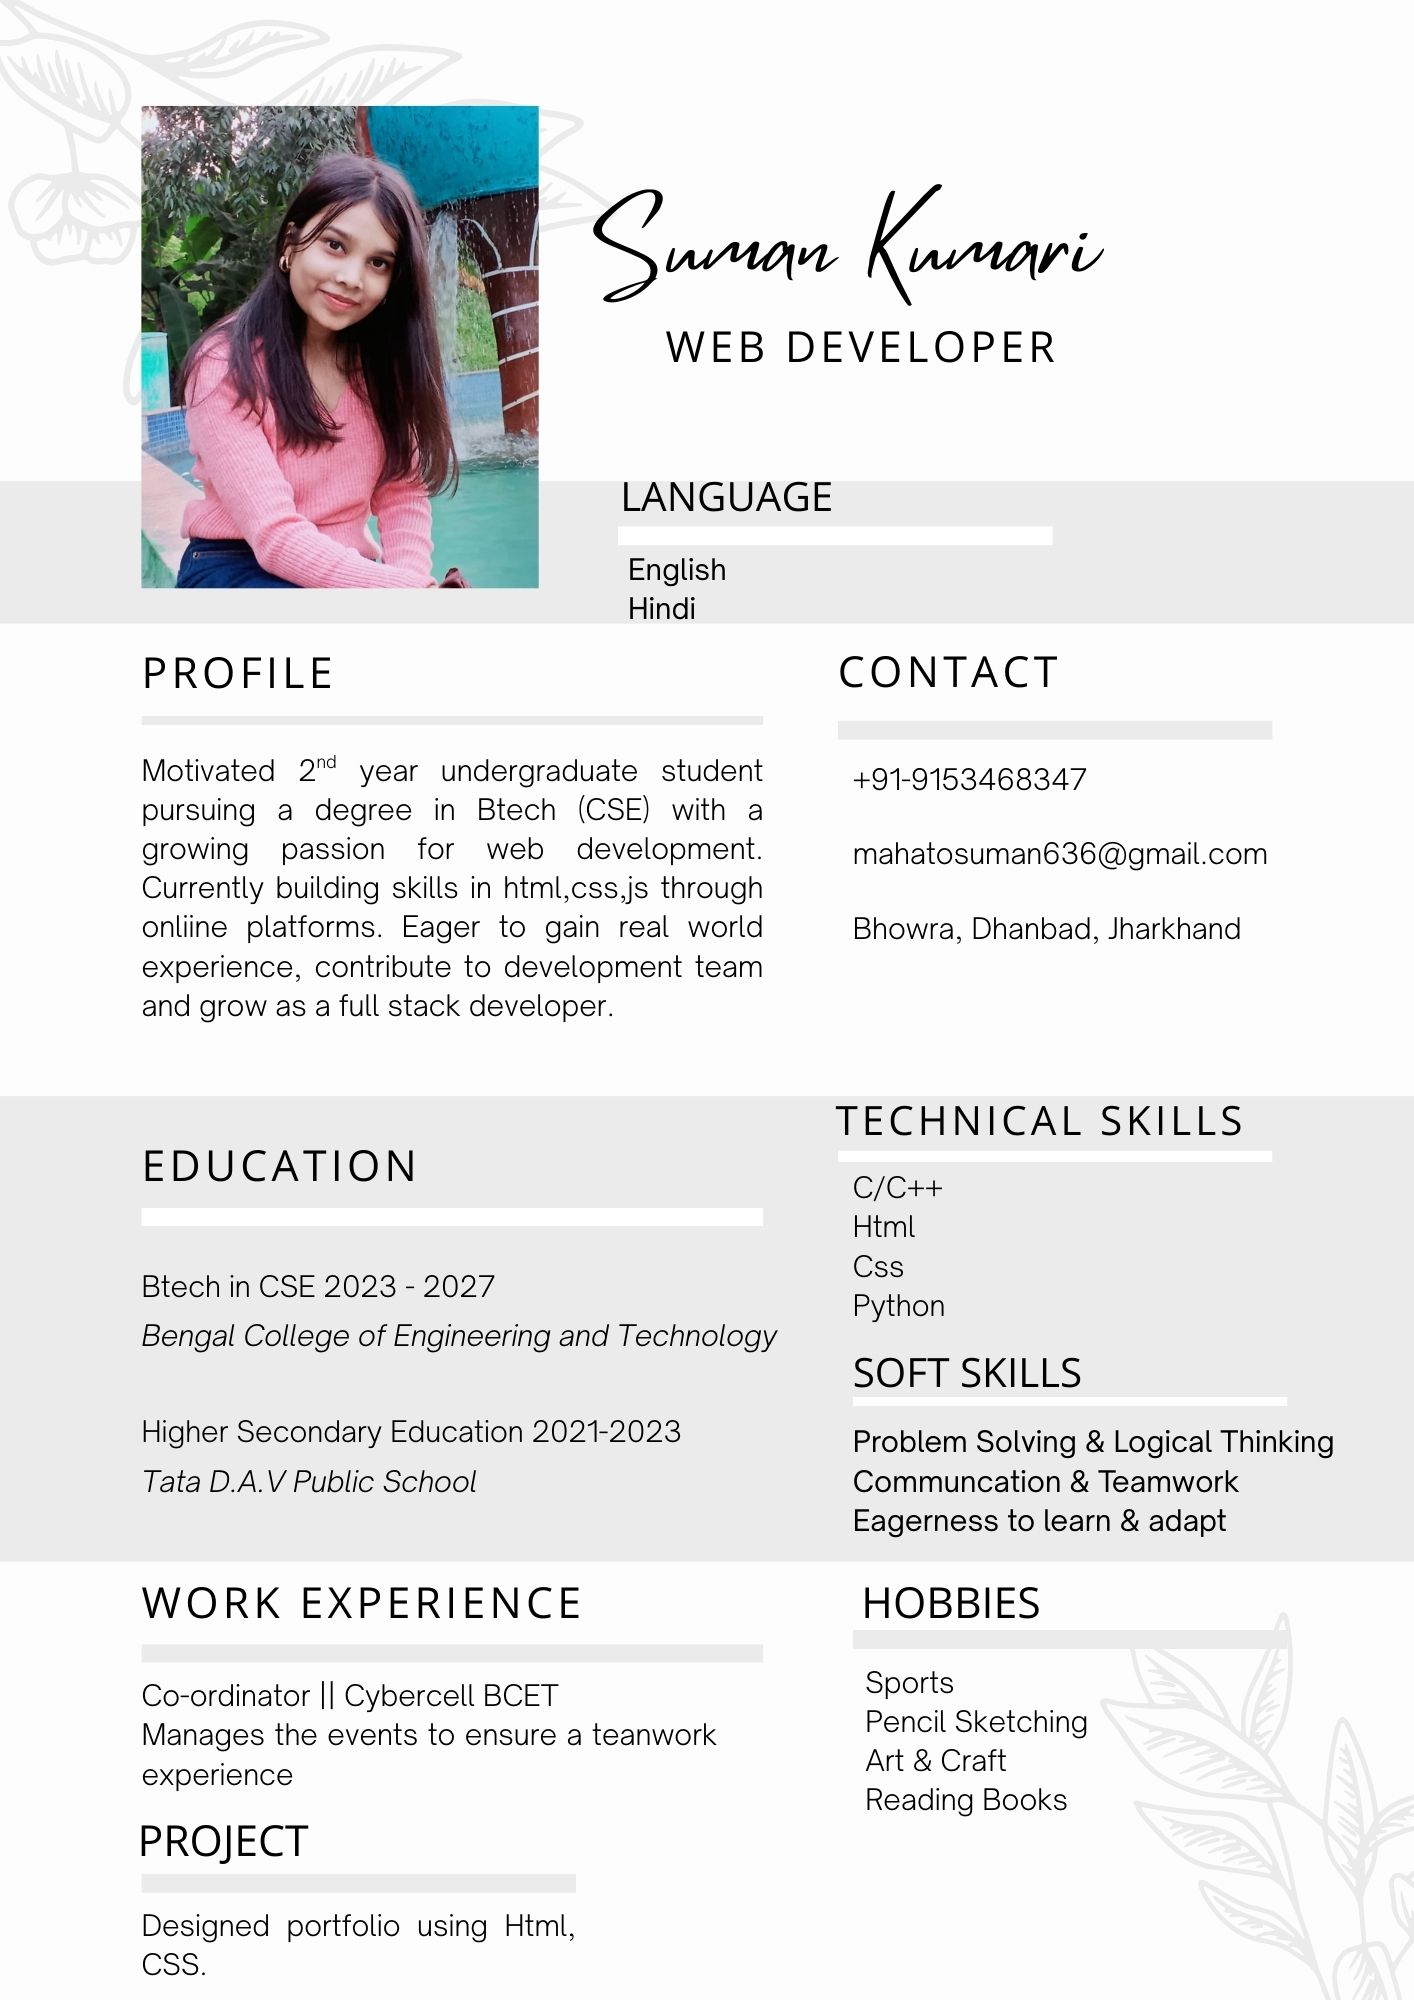 Suman Kumari
WEB DEVELOPER
LANGUAGE
English
Hindi
PROFILE
Motivated 2nd year undergraduate student
pursuing a degree in Btech (CSE) with a
growing passion for web development.
Currently building skills in html,css,js through
onliine platforms. Eager to gain real world
experience, contribute to development team
and grow as a full stack developer.
CONTACT
+91-9153468347
mahatosuman636@gmail.com
Bhowra, Dhanbad, Jharkhand
EDUCATION
Btech in CSE 2023 - 2027
Bengal College of Engineering and Technology
Higher Secondary Education 2021-2023
Tata D.A.V Public School
TECHNICAL SKILLS
C/C++
Html
Css
Python
SOFT SKILLS
Problem Solving & Logical Thinking
Communcation & Teamwork
Eagerness to learn & adapt
WORK EXPERIENCE
Co-ordinator || Cybercell BCET
Manages the events to ensure a teanwork
experience
PROJECT
Designed portfolio using Html,
CSS.
HOBBIES
Sports
Pencil Sketching
Art & Craft
Reading Books